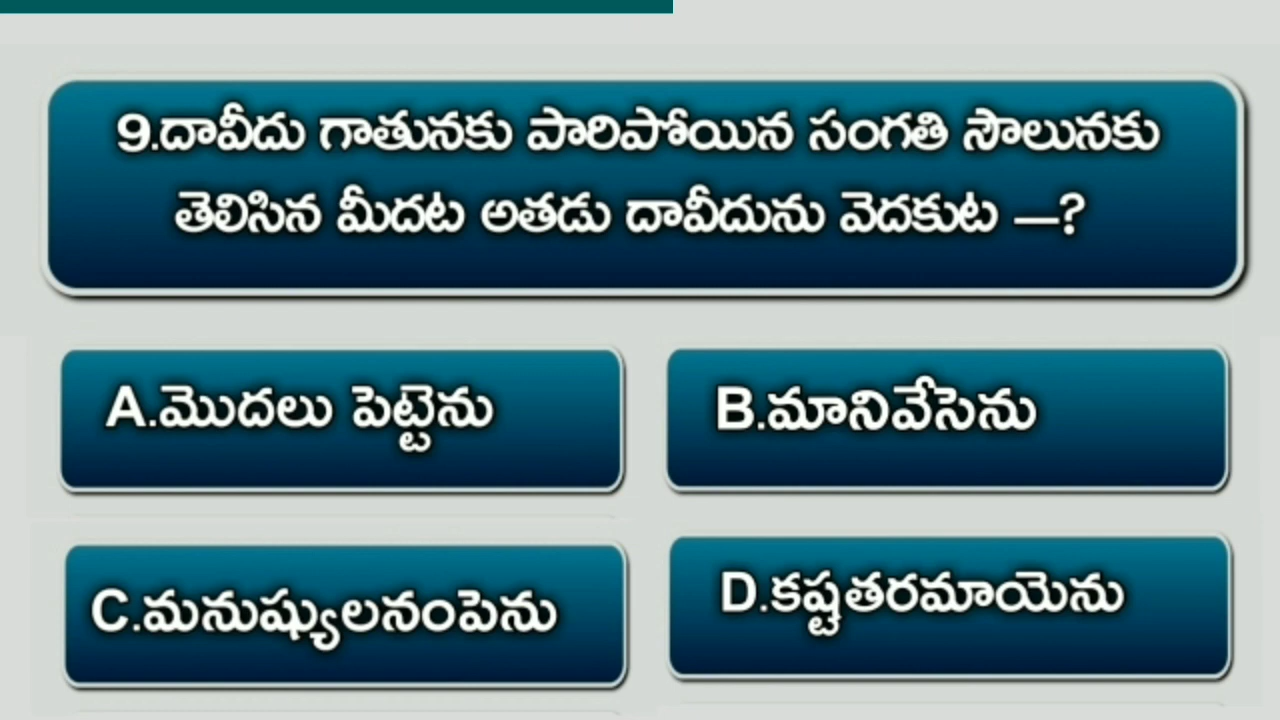 9.దావీదు గాతునకు పారిపోయిన సంగతి సౌలునకు
తెలిసిన మీదట అతడు దావీదును వెదకుట —?
A.మొదలు పెట్టెను
B.మానివేసెను
C.మనుష్యులనంపెను
D.కష్టతరమాయెను